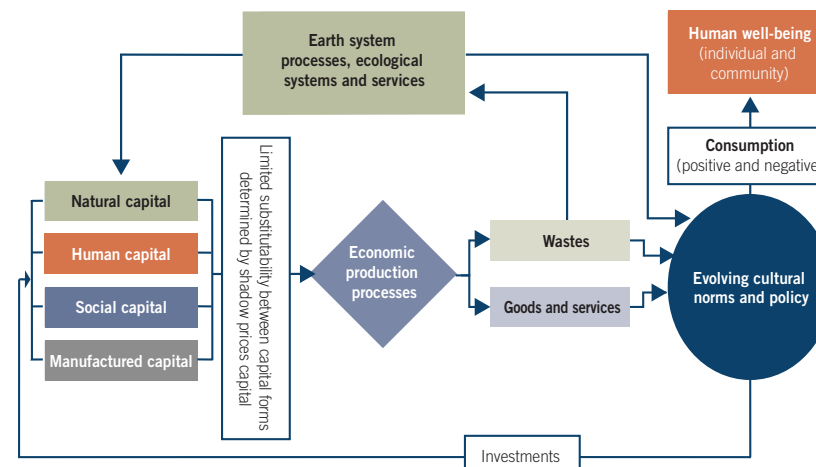 Earth system
processes, ecological
systems and services
Human well-being
(individual and
community)
Consumption
(positive and negative
Natural capital
Human capital
Social capital
Manufactured capital
Limited substitutability between capital forms
determined by shadow prices capital
Economic
production
processes
Wastes
Goods and services
Evolving cultural
norms and policy
Investments